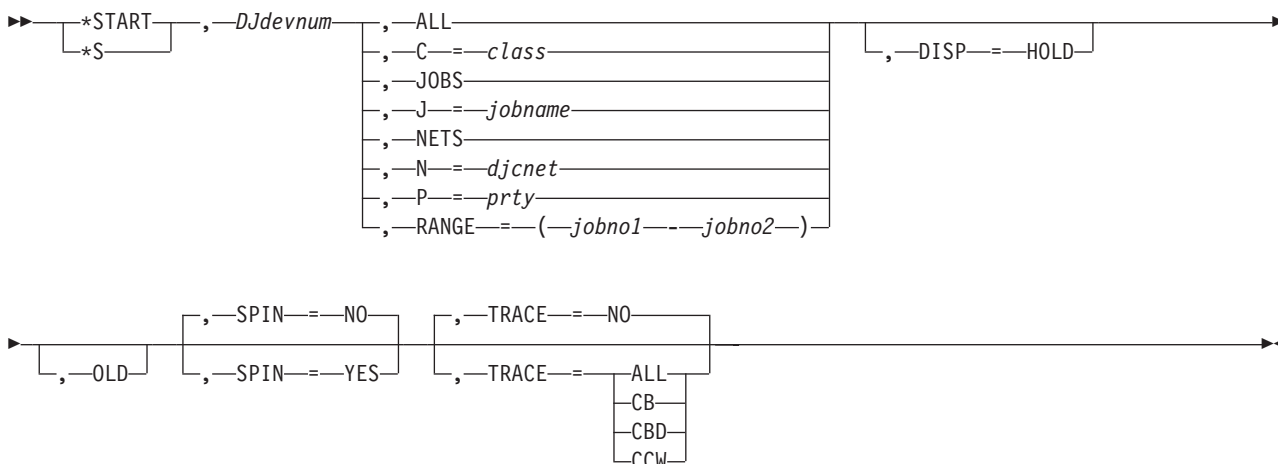 *START , DJdevnum , ALL
*S , C = class , DISP = HOLD
, JOBS
, J = jobname
, NETS
, N = djcnet
, P = prty
, RANGE = ( jobno1 - jobno2 )
, SPIN = NO , TRACE = NO
, OLD , SPIN = YES , TRACE = ALL
CB
CBD
CCW